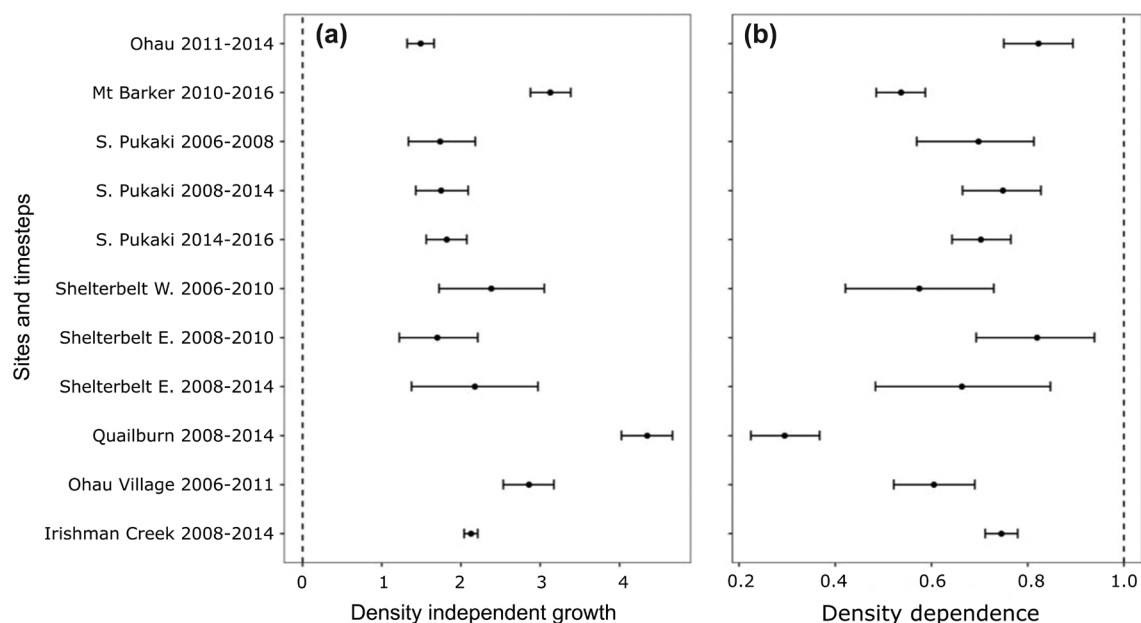 (a)
(b)
Sites and timesteps
Ohau 2011-2014
Mt Barker 2010-2016
S. Pukaki 2006-2008
S. Pukaki 2008-2014
S. Pukaki 2014-2016
Shelterbelt W. 2006-2010
Shelterbelt E. 2008-2010
Shelterbelt E. 2008-2014
Quailburn 2008-2014
Ohau Village 2006-2011
Irishman Creek 2008-2014
0 1 2 3 4
0.2 0.4 0.6 0.8 1.0
Density independent growth
Density dependence